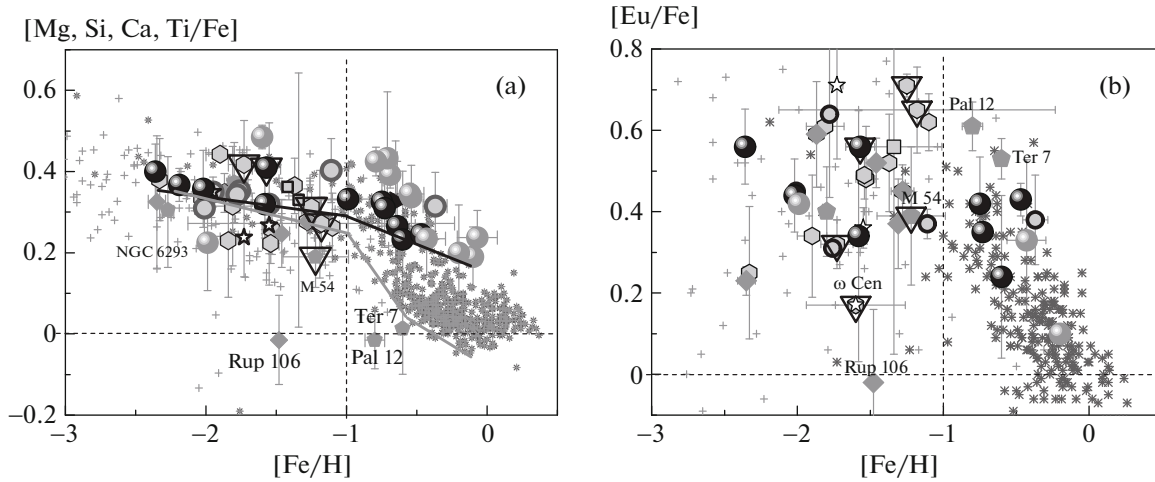 [Mg, Si, Ca, Ti/Fe]
(a)
0.6
0.4
0.2
0
−0.2
NGC 6293
M 54
Rup 106
Ter 7
Pal 12
−3
−2
−1
0
[Fe/H]
[Eu/Fe]
(b)
0.8
0.6
0.4
0.2
0
Pal 12
Ter 7
M 54
ω Cen
Rup 106
−3
−2
−1
0
[Fe/H]